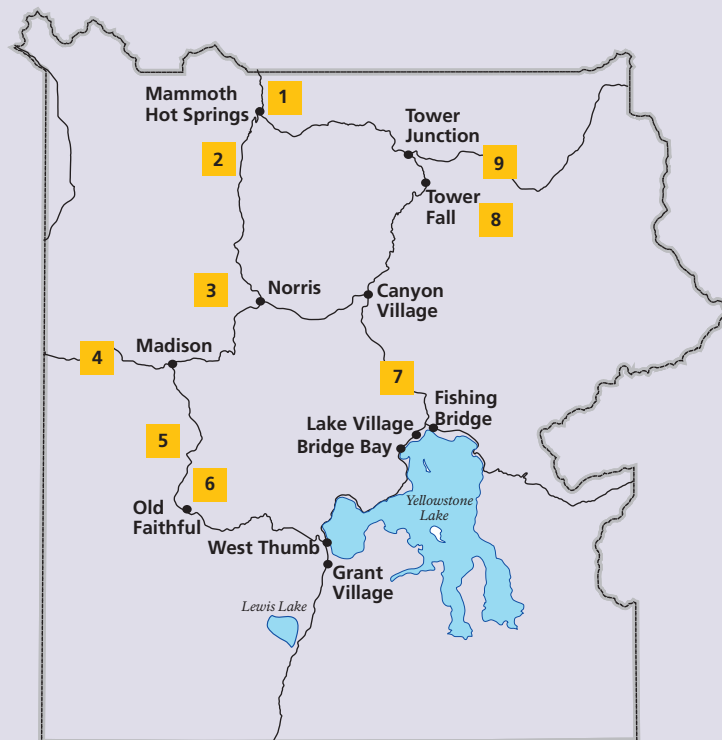 1
Mammoth
Hot Springs
Tower
Junction
2
9
Tower
Fall
8
3
Norris
Canyon
Village
Madison
4
7
Fishing
Bridge
Lake Village
Bridge Bay
5
6
Old
Faithful
Yellowstone
Lake
West Thumb
Grant
Village
Lewis Lake